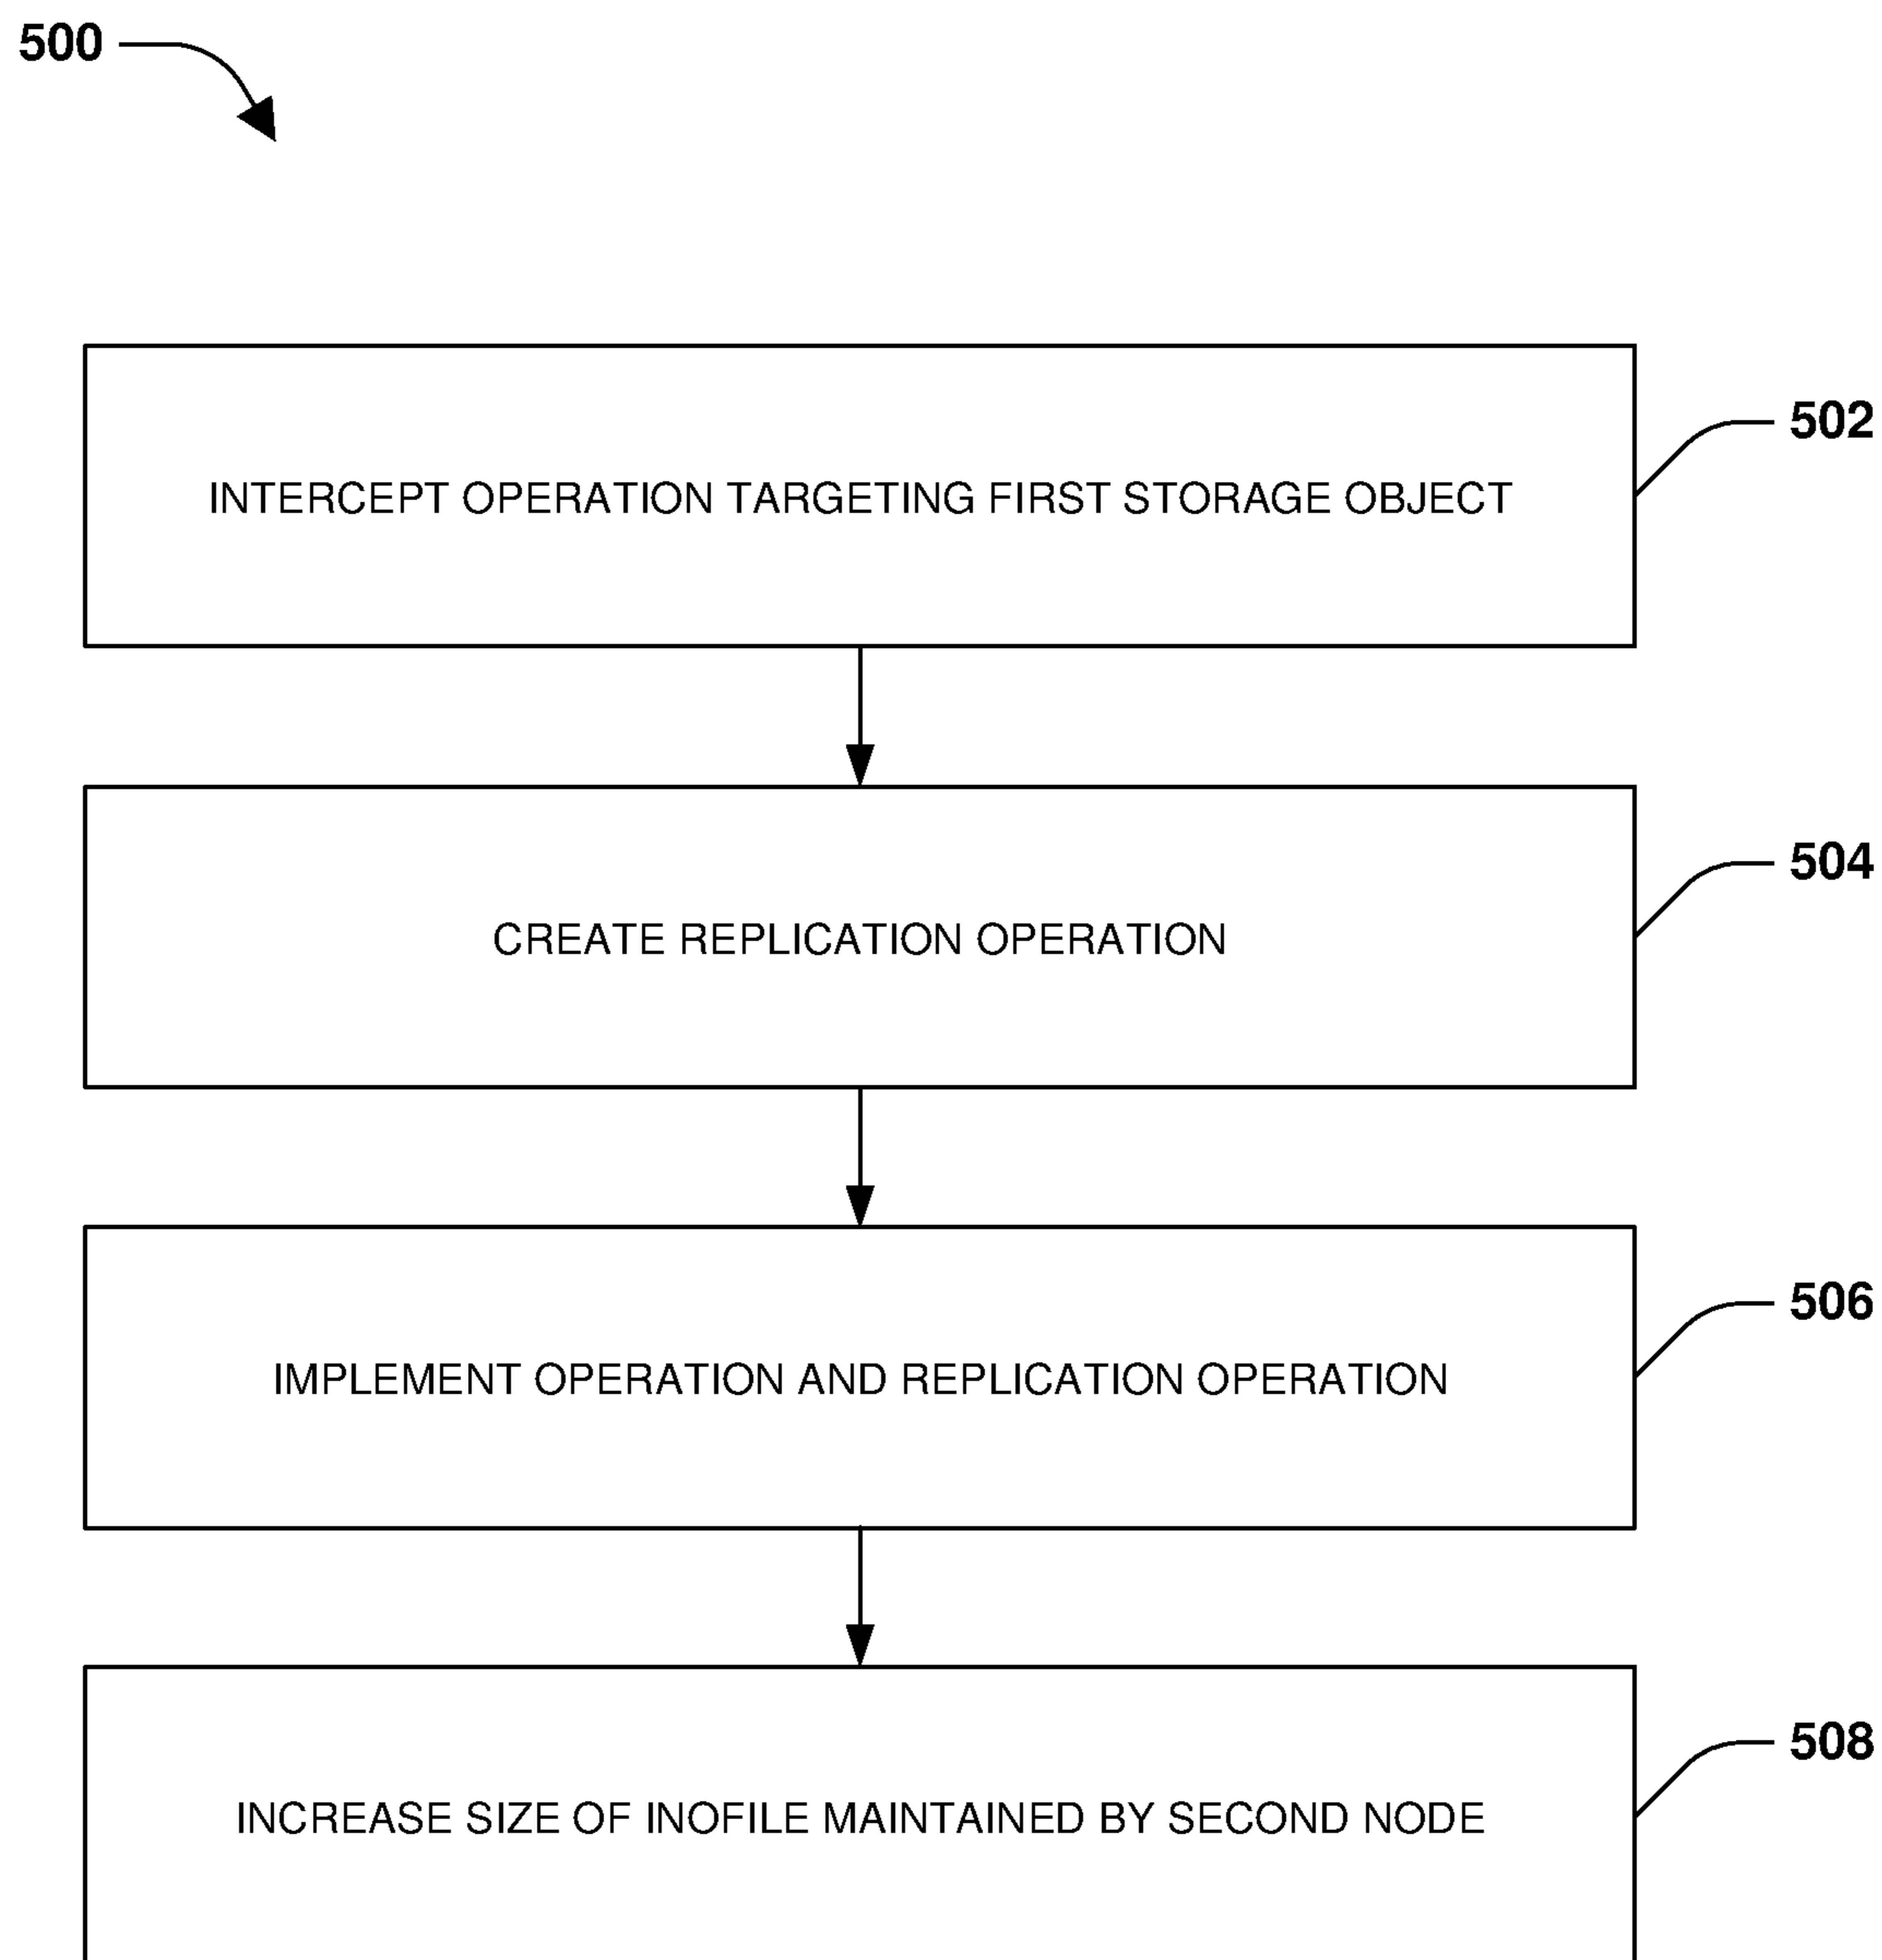 500
INTERCEPT OPERATION TARGETING FIRST STORAGE OBJECT
502
CREATE REPLICATION OPERATION
504
IMPLEMENT OPERATION AND REPLICATION OPERATION
506
INCREASE SIZE OF INOFILE MAINTAINED BY SECOND NODE
508